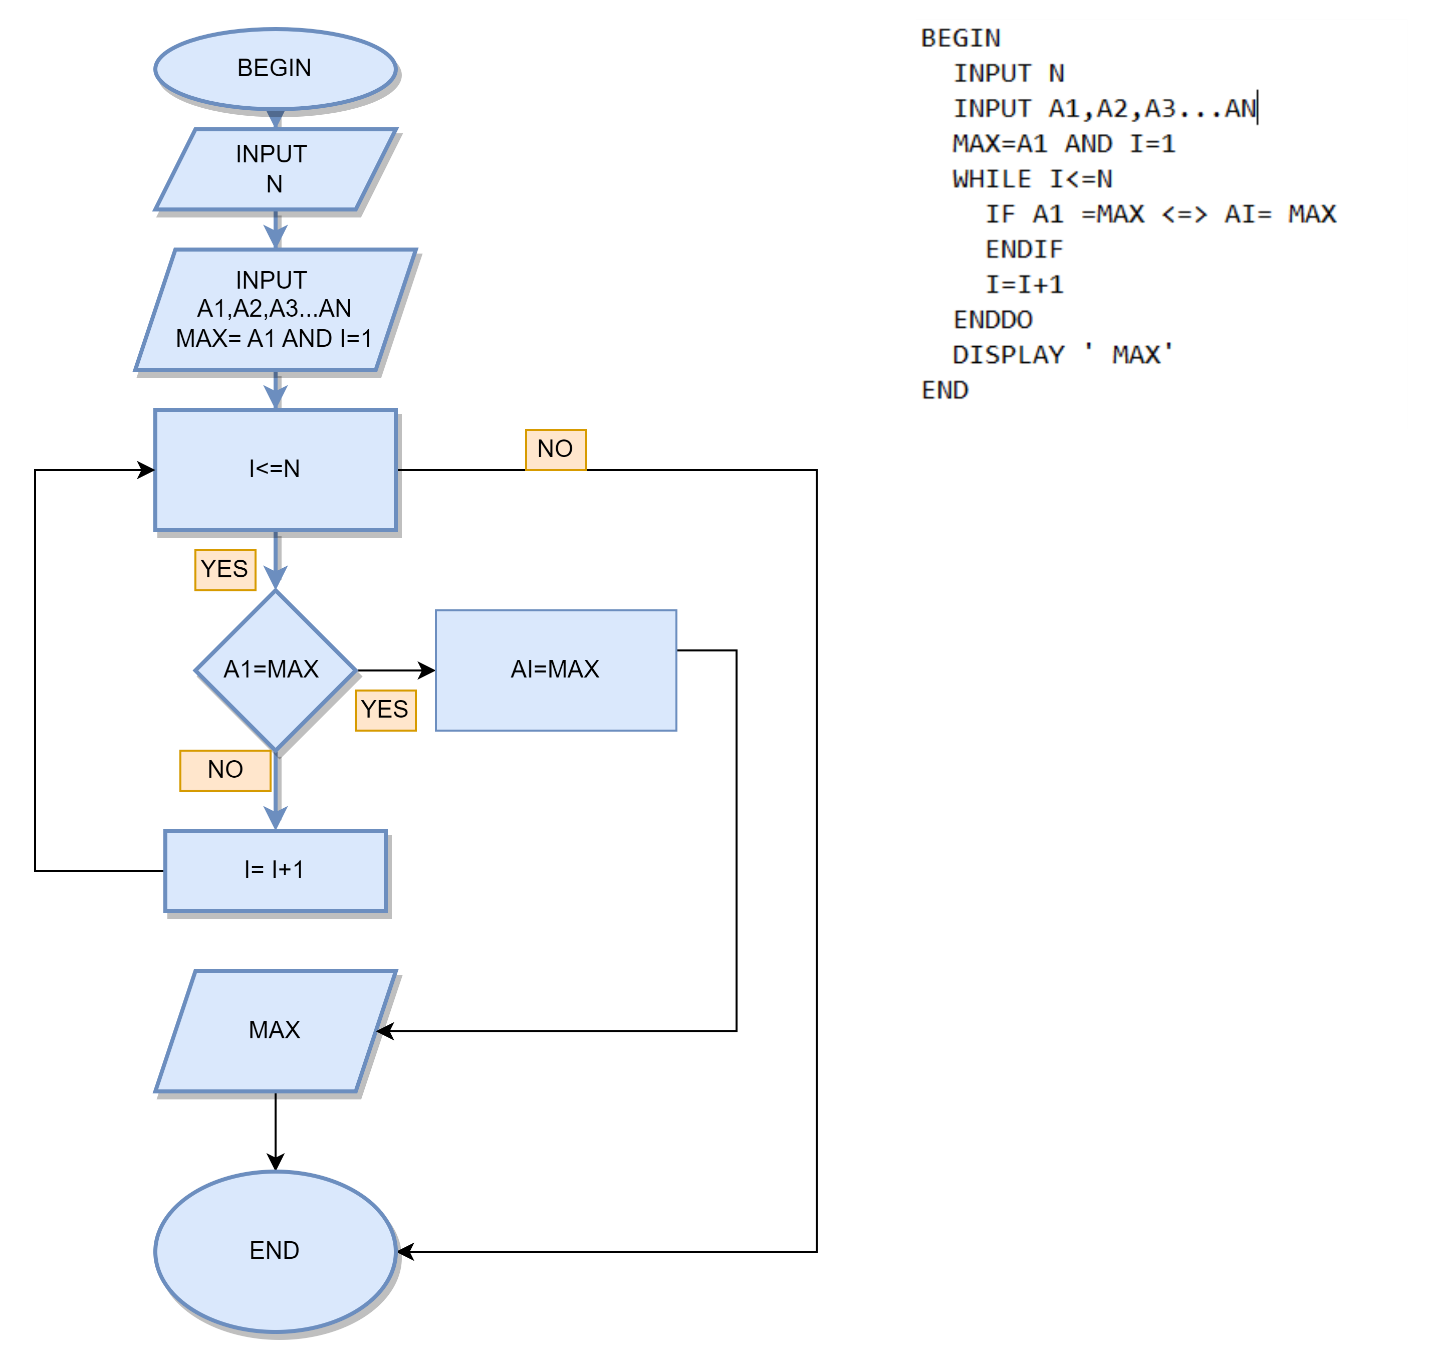 BEGIN
INPUT
N
INPUT
A1,A2,A3...AN
MAX= A1 AND I=1
I<=N
NO
YES
A1=MAX
YES
AI=MAX
NO
I= I+1
MAX
END
BEGIN
INPUT N
INPUT A1,A2,A3...AN
MAX=A1 AND I=1
WHILE I<=N
IF A1 =MAX <=> AI= MAX
ENDIF
I=I+1
ENDDO
DISPLAY ' MAX'
END